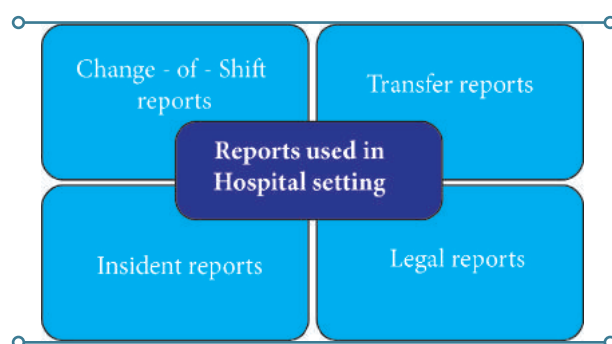 Change - of - Shift
reports
Transfer reports
Reports used in
Hospital setting
Insident reports
Legal reports